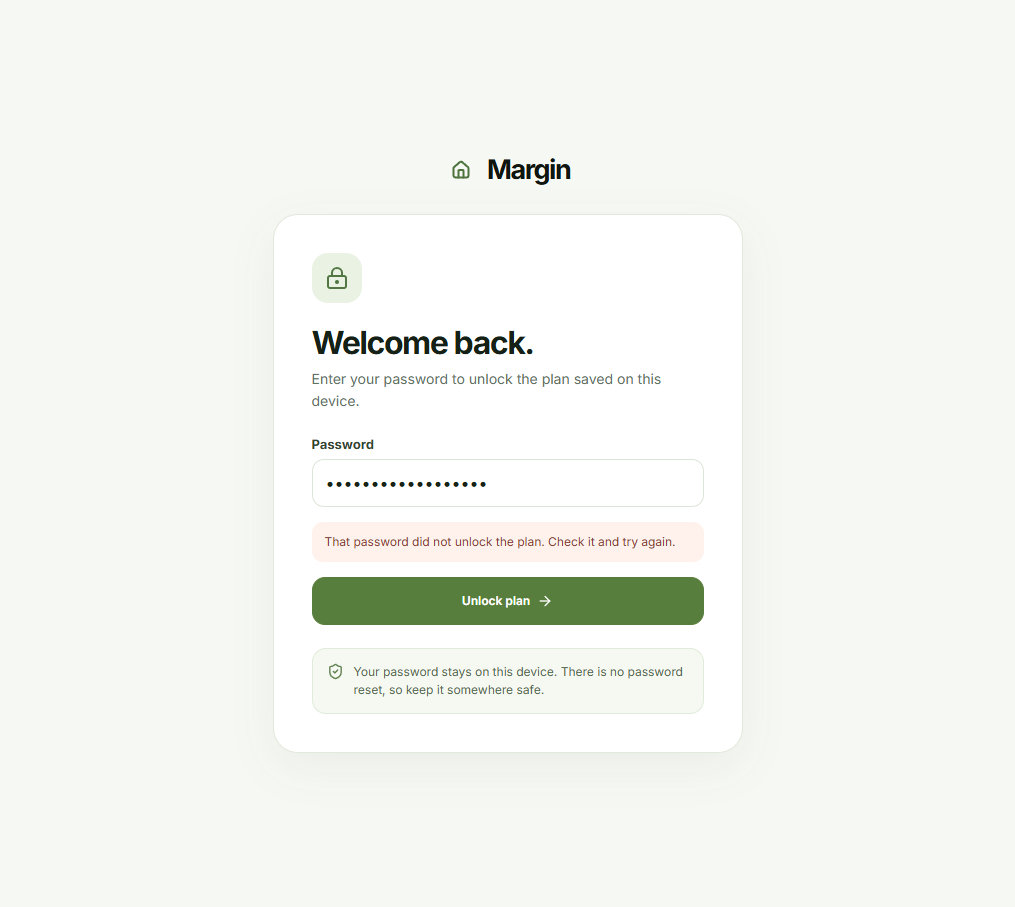 Margin
Welcome back.
Enter your password to unlock the plan saved on this
device.
Password
••••••••••••••••••
That password did not unlock the plan. Check it and try again.
Unlock plan →
Your password stays on this device. There is no password
reset, so keep it somewhere safe.